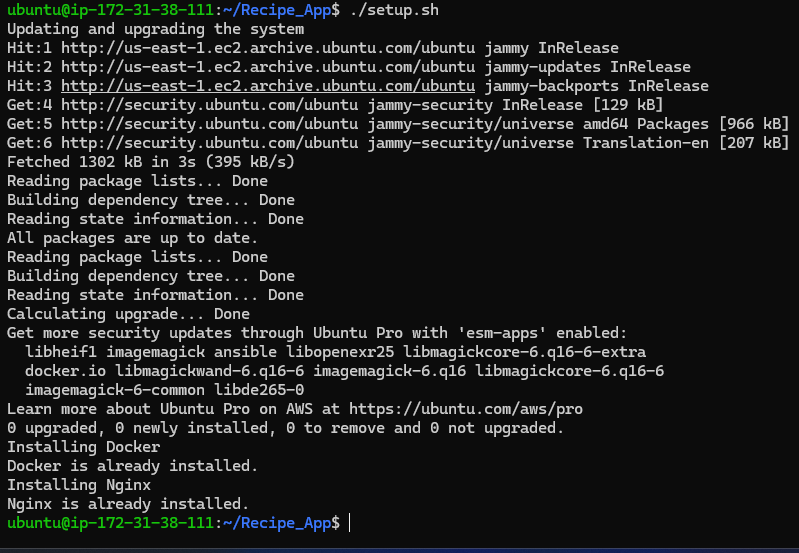 ubuntu@ip-172-31-38-111:~/Recipe_App$ ./setup.sh
Updating and upgrading the system
Hit:1 http://us-east-1.ec2.archive.ubuntu.com/ubuntu jammy InRelease
Hit:2 http://us-east-1.ec2.archive.ubuntu.com/ubuntu jammy-updates InRelease
Hit:3 http://us-east-1.ec2.archive.ubuntu.com/ubuntu jammy-backports InRelease
Get:4 http://security.ubuntu.com/ubuntu jammy-security InRelease [129 kB]
Get:5 http://security.ubuntu.com/ubuntu jammy-security/universe amd64 Packages [966 kB]
Get:6 http://security.ubuntu.com/ubuntu jammy-security/universe Translation-en [207 kB]
Fetched 1302 kB in 3s (395 kB/s)
Reading package lists... Done
Building dependency tree... Done
Reading state information... Done
All packages are up to date.
Reading package lists... Done
Building dependency tree... Done
Reading state information... Done
Calculating upgrade... Done
Get more security updates through Ubuntu Pro with 'esm-apps' enabled:
  libheif1 imagemagick ansible libopenexr25 libmagickcore-6.q16-6-extra
  docker.io libmagickwand-6.q16-6 imagemagick-6.q16 libmagickcore-6.q16-6
  imagemagick-6-common libde265-0
Learn more about Ubuntu Pro on AWS at https://ubuntu.com/aws/pro
0 upgraded, 0 newly installed, 0 to remove and 0 not upgraded.
Installing Docker
Docker is already installed.
Installing Nginx
Nginx is already installed.
ubuntu@ip-172-31-38-111:~/Recipe_App$